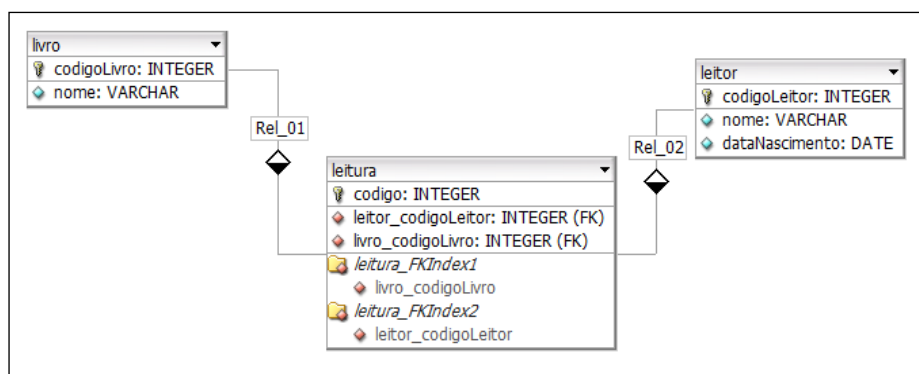 livro
codigoLivro: INTEGER
nome: VARCHAR
Rel_01
leitura
codigo: INTEGER
leitor_codigoLeitor: INTEGER (FK)
livro_codigoLivro: INTEGER (FK)
leitura_FKIndex1
livro_codigoLivro
leitura_FKIndex2
leitor_codigoLeitor
Rel_02
leitor
codigoLeitor: INTEGER
nome: VARCHAR
dataNascimento: DATE